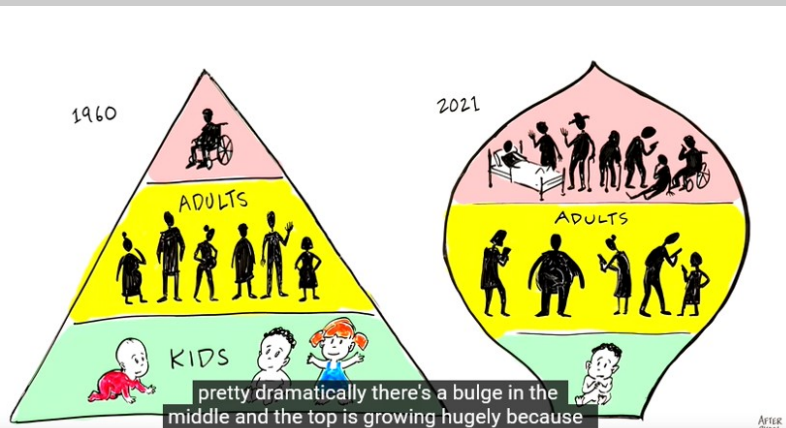 1960
2021
ADULTS
ADULTS
KIDS
pretty dramatically there's a bulge in the
middle and the top is growing hugely because
AFTER